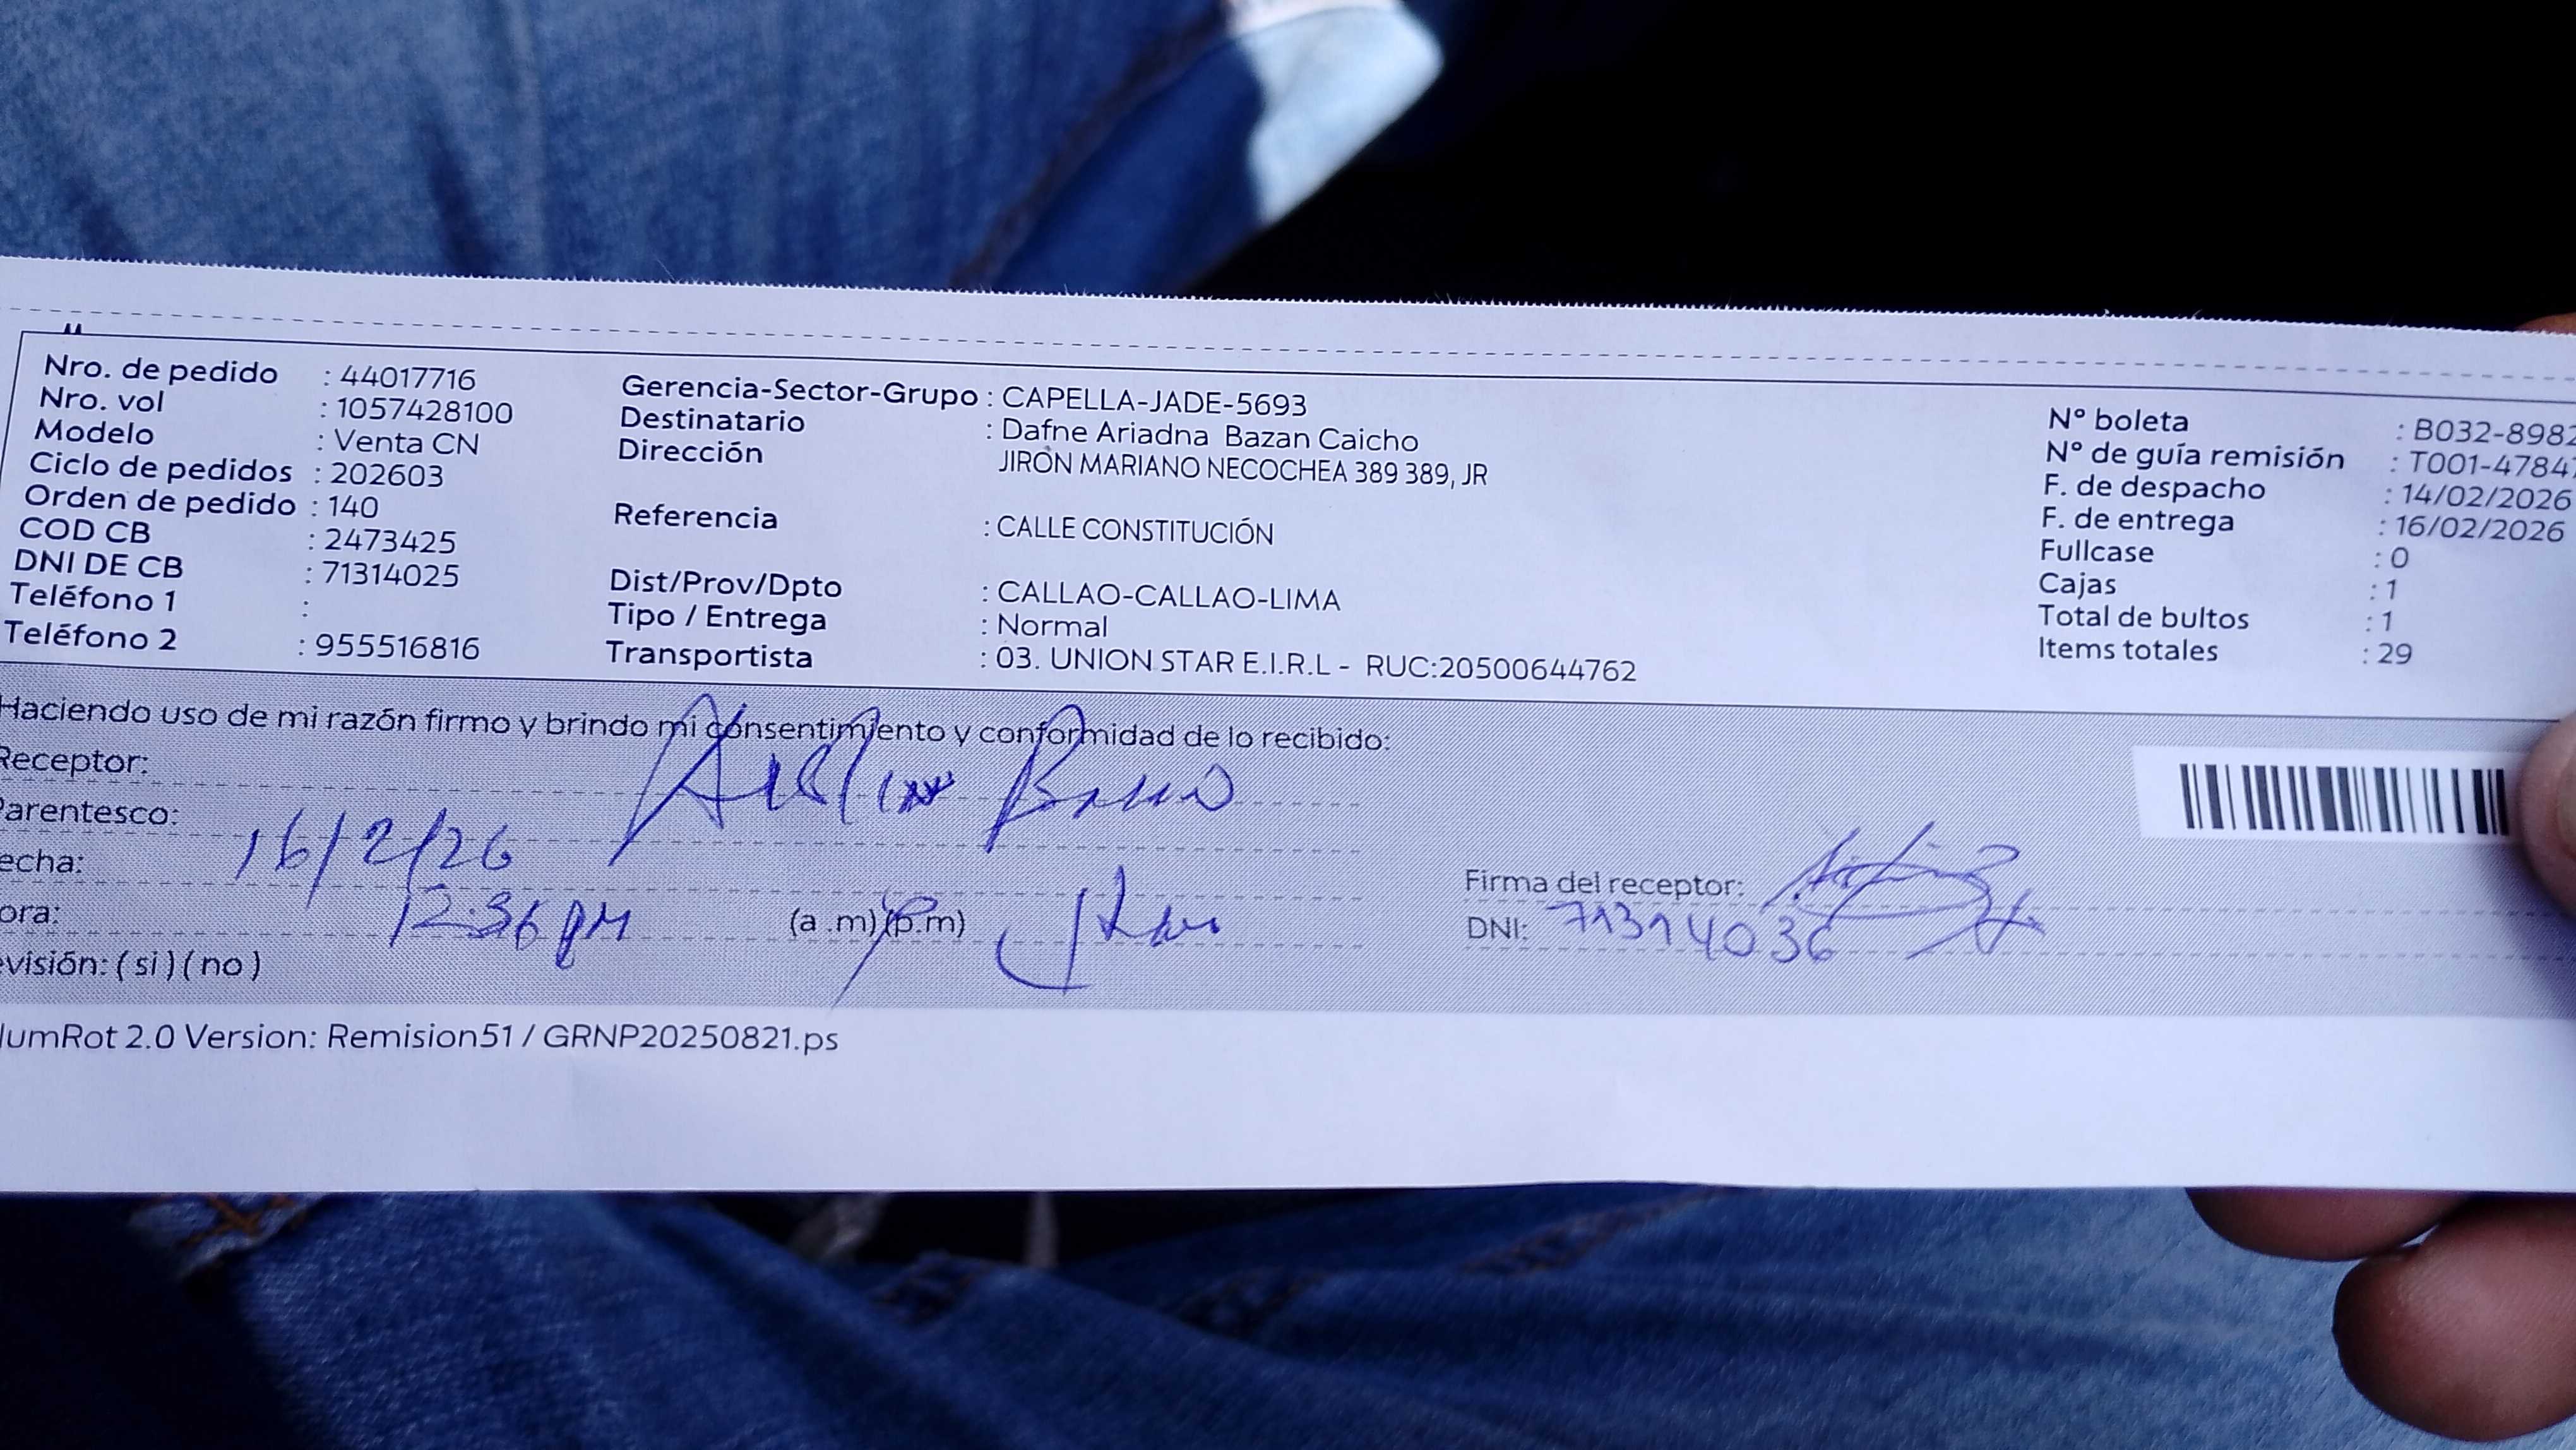 Nro. de pedido : 44017716
Nro. vol : 1057428100
Modelo : Venta CN
Ciclo de pedidos : 202603
Orden de pedido : 140
COD CB : 2473425
DNI DE CB : 71314025
Teléfono 1 :
Teléfono 2 : 955516816
Gerencia-Sector-Grupo : CAPELLA-JADE-5693
Destinatario : Dafne Ariadna Bazan Caicho
Dirección JIRÓN MARIANO NECOCHEA 389 389, JR
Referencia : CALLE CONSTITUCIÓN
Dist/Prov/Dpto : CALLAO-CALLAO-LIMA
Tipo / Entrega : Normal
Transportista : 03. UNION STAR E.I.R.L - RUC:20500644762
N° boleta : B032-8982
N° de guía remisión : T001-4784
F. de despacho : 14/02/2026
F. de entrega : 16/02/2026
Fullcase : 0
Cajas : 1
Total de bultos : 1
Items totales : 29
Haciendo uso de mi razón firmo y brindo mi consentimiento y conformidad de lo recibido:
Receptor:
Parentesco:
echa: 16/2/26
ora: 12:36 PM (a .m) (p.m)
evisión: ( si ) ( no )
Firma del receptor:
DNI: 71314036
umRot 2.0 Version: Remision51 / GRNP20250821.ps